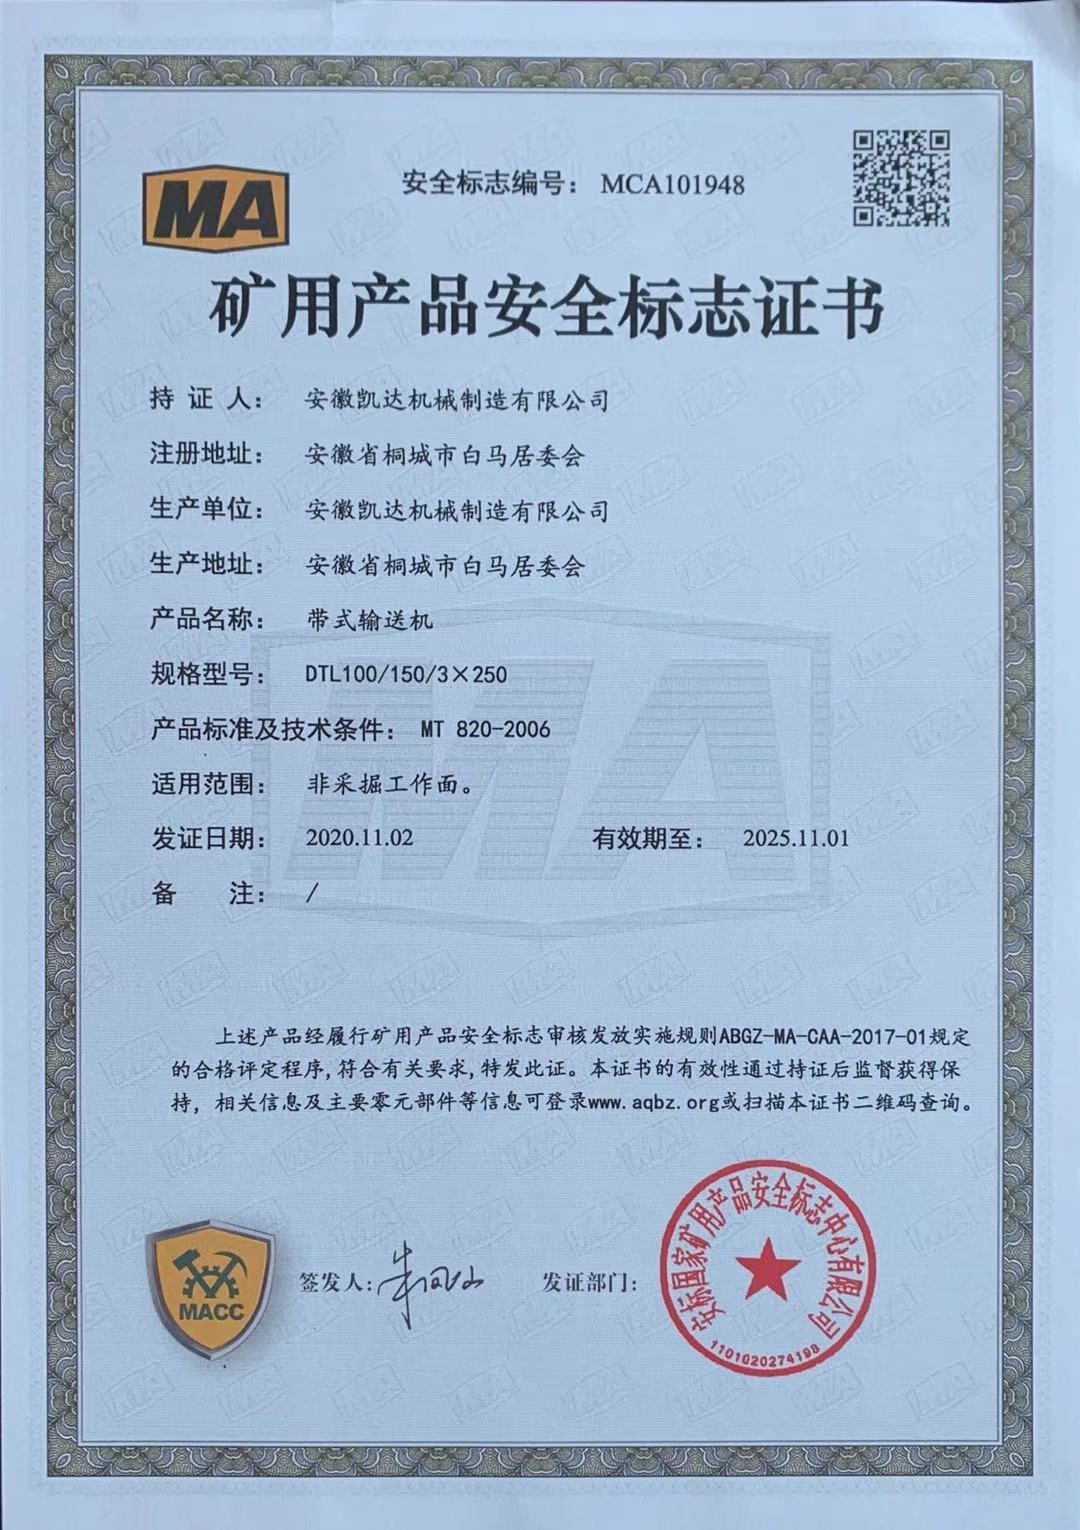 MA
安全标志编号： MCA101948
矿用产品安全标志证书
持 证 人： 安徽凯达机械制造有限公司
注册地址： 安徽省桐城市白马居委会
生产单位： 安徽凯达机械制造有限公司
生产地址： 安徽省桐城市白马居委会
产品名称： 带式输送机
规格型号： DTL100/150/3×250
产品标准及技术条件： MT 820-2006
适用范围： 非采掘工作面。
发证日期： 2020.11.02 有效期至： 2025.11.01
备 注： /
上述产品经履行矿用产品安全标志审核发放实施规则ABGZ-MA-CAA-2017-01规定
的合格评定程序,符合有关要求,特发此证。本证书的有效性通过持证后监督获得保
持, 相关信息及主要零元部件等信息可登录www.aqbz.org或扫描本证书二维码查询。
MACC
签发人: 发证部门:
安标国家矿用产品安全标志中心有限公司
1101020274198